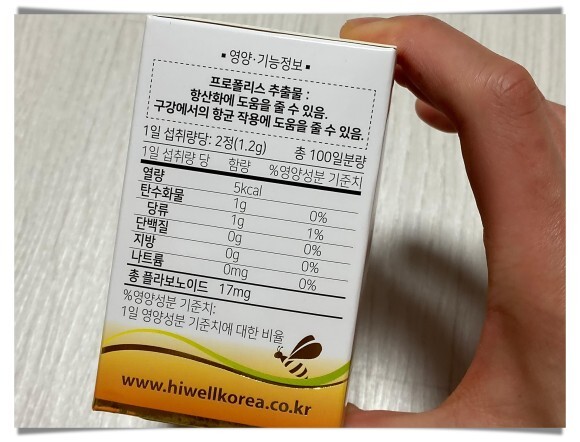 ▪ 영양·기능정보 ▪
프로폴리스 추출물 :
항산화에 도움을 줄 수 있음.
구강에서의 항균 작용에 도움을 줄 수 있음.
1일 섭취량당: 2정(1.2g) 총 100일분량
1일 섭취량 당 함량 %영양성분 기준치
열량 5kcal
탄수화물 1g 0%
당류 1g 1%
단백질 0g 0%
지방 0g 0%
나트륨 0mg 0%
총 플라보노이드 17mg
%영양성분 기준치:
1일 영양성분 기준치에 대한 비율
www.hiwellkorea.co.kr